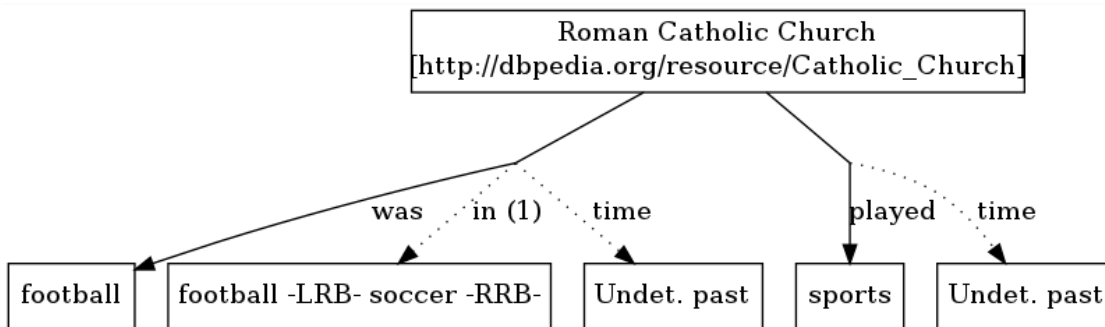 Roman Catholic Church
[http://dbpedia.org/resource/Catholic_Church]
was
in (1)
time
played
time
football
football -LRB- soccer -RRB-
Undet. past
sports
Undet. past